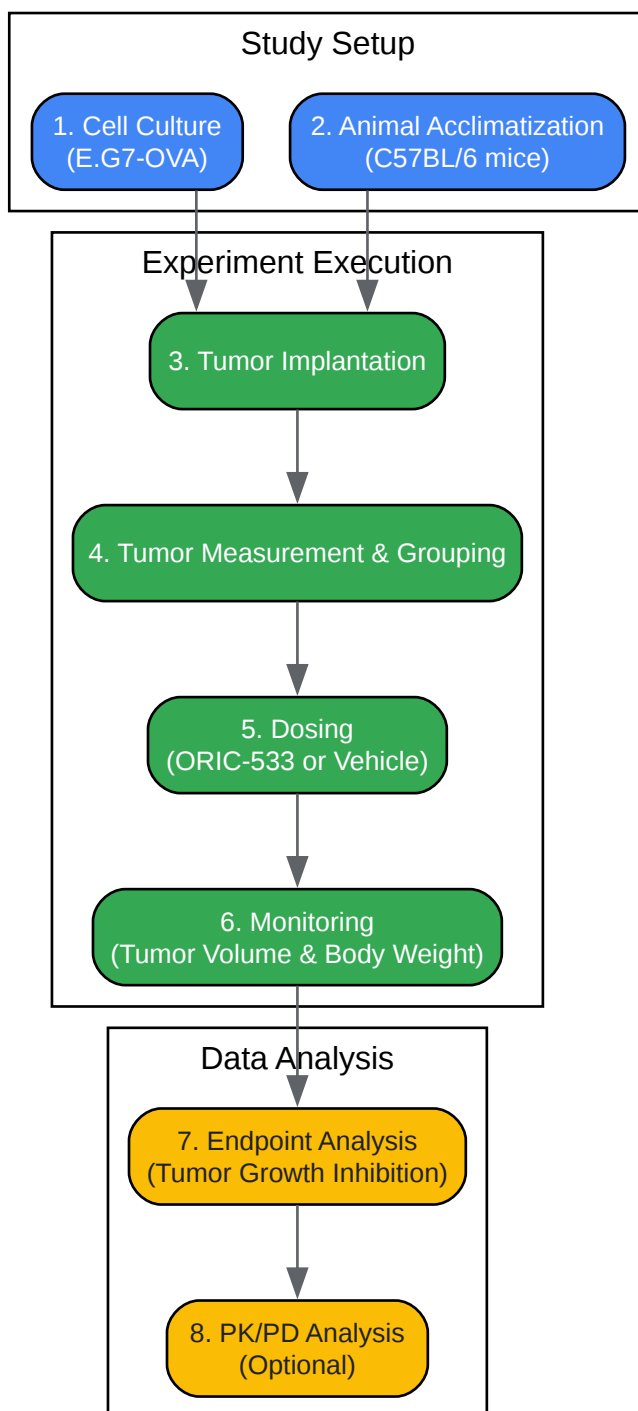 Study Setup
1. Cell Culture
(E.G7-OVA)
2. Animal Acclimatization
(C57BL/6 mice)
Experiment Execution
3. Tumor Implantation
4. Tumor Measurement & Grouping
5. Dosing
(ORIC-533 or Vehicle)
6. Monitoring
(Tumor Volume & Body Weight)
Data Analysis
7. Endpoint Analysis
(Tumor Growth Inhibition)
8. PK/PD Analysis
(Optional)